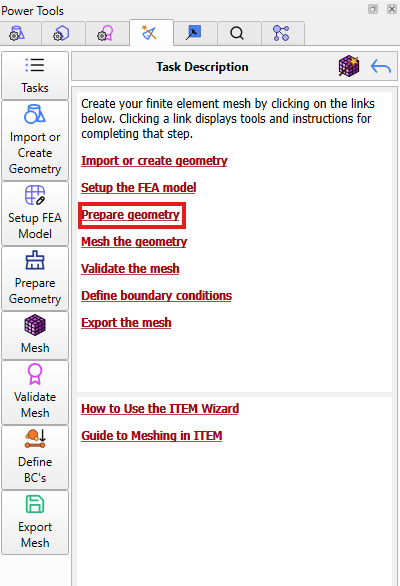 Power Tools
Task Description
Tasks
Import or
Create
Geometry
Setup FEA
Model
Prepare
Geometry
Mesh
Validate
Mesh
Define
BC's
Export
Mesh
Create your finite element mesh by clicking on the links
below. Clicking a link displays tools and instructions for
completing that step.
Import or create geometry
Setup the FEA model
Prepare geometry
Mesh the geometry
Validate the mesh
Define boundary conditions
Export the mesh
How to Use the ITEM Wizard
Guide to Meshing in ITEM